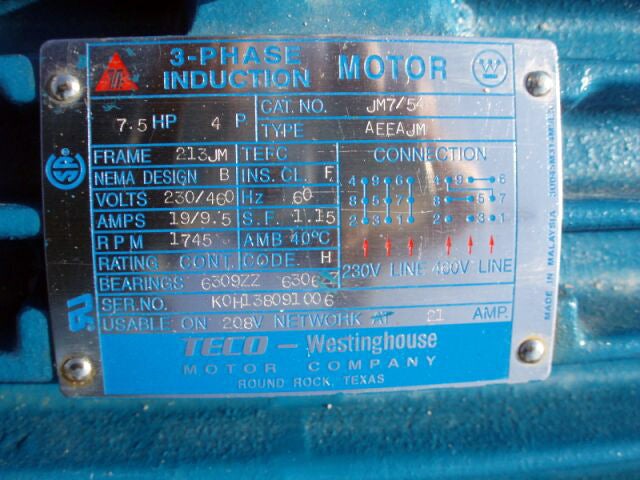 3-PHASE INDUCTION MOTOR
W
CAT. NO. JM7/54
7.5 HP 4 P
TYPE AEEAJM
FRAME 213JM TEFC CONNECTION
NEMA DESIGN B INS. CL. F
VOLTS 230/460 Hz 60
AMPS 19/9.5 S.F. 1.15
RPM 1745 AMB 40°C
RATING CONT. CODE. H
230V LINE 460V LINE
BEARINGS 6309ZZ
SER.NO. K0H138091006
USABLE ON 208V NETWORK AT 21 AMP.
TECO - Westinghouse
MOTOR COMPANY
ROUND ROCK, TEXAS
MADE IN MALAYSIA